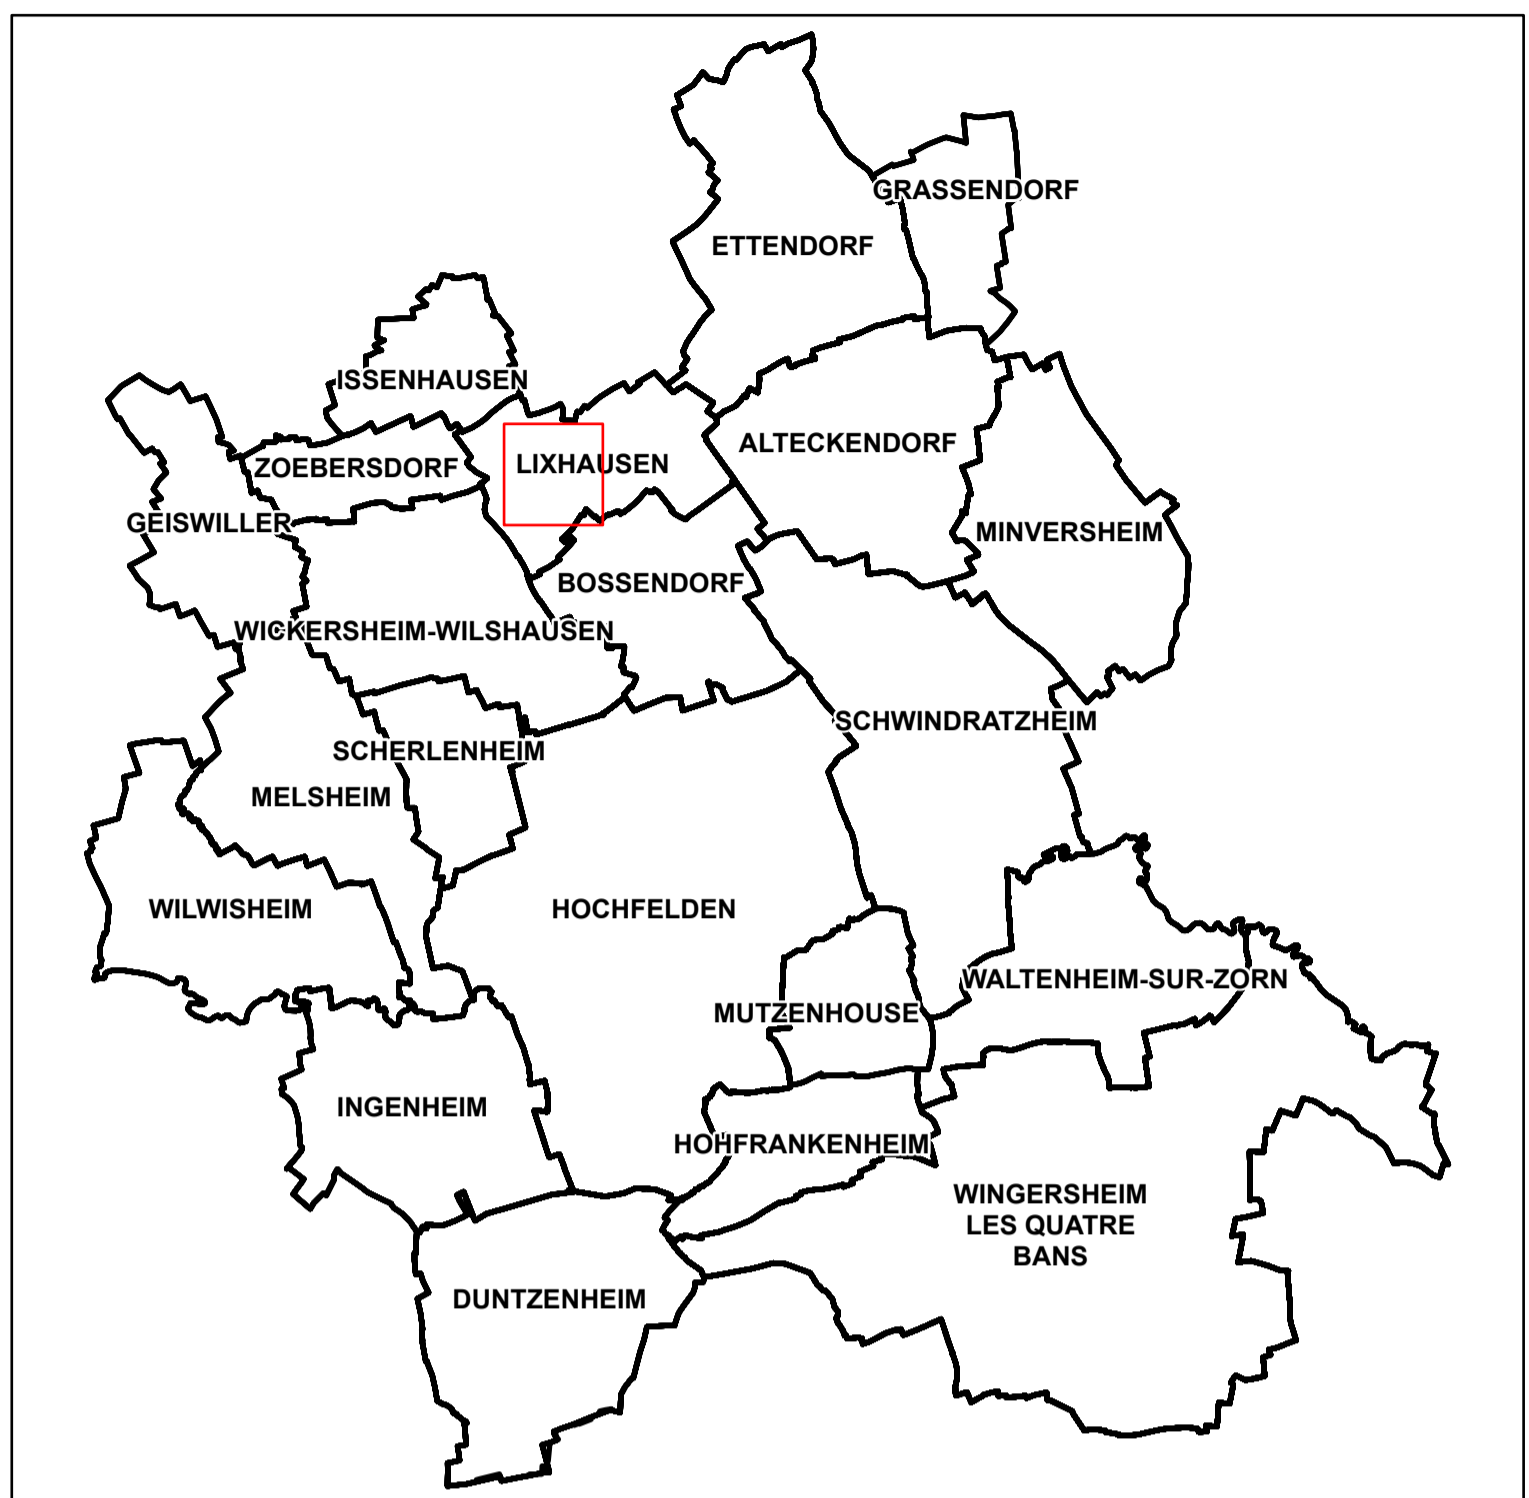 GRASSENDORF
ETTENDORF
ISSENHAUSEN
ALTECKENDORF
LIXHAUSEN
ZOEBERSDORF
GEISWILLER
MINVERSHEIM
BOSSENDORF
WICKERSHEIM-WILSHAUSEN
SCHWINDRATZHEIM
SCHERLENHEIM
MELSHEIM
WILWISHEIM
HOCHFELDEN
WALTENHEIM-SUR-ZORN
MUTZENHOUSE
INGENHEIM
HOHFRANKENHEIM
WINGERSHEIM
LES QUATRE
BANS
DUNTZENHEIM